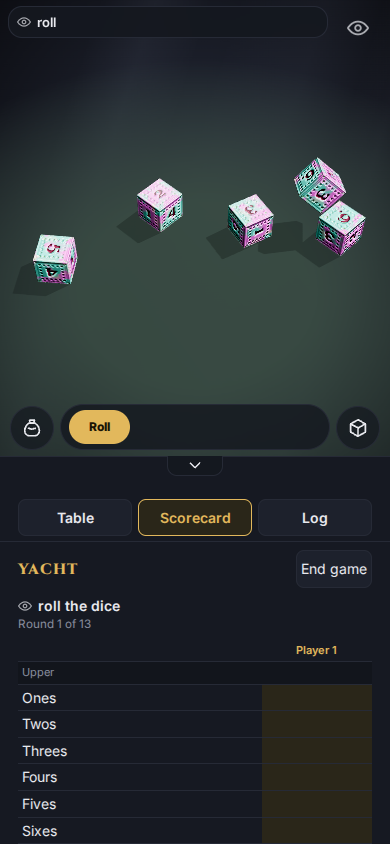 roll
Roll
Table
Scorecard
Log
YACHT
End game
roll the dice
Round 1 of 13
Player 1
Upper
Ones
Twos
Threes
Fours
Fives
Sixes